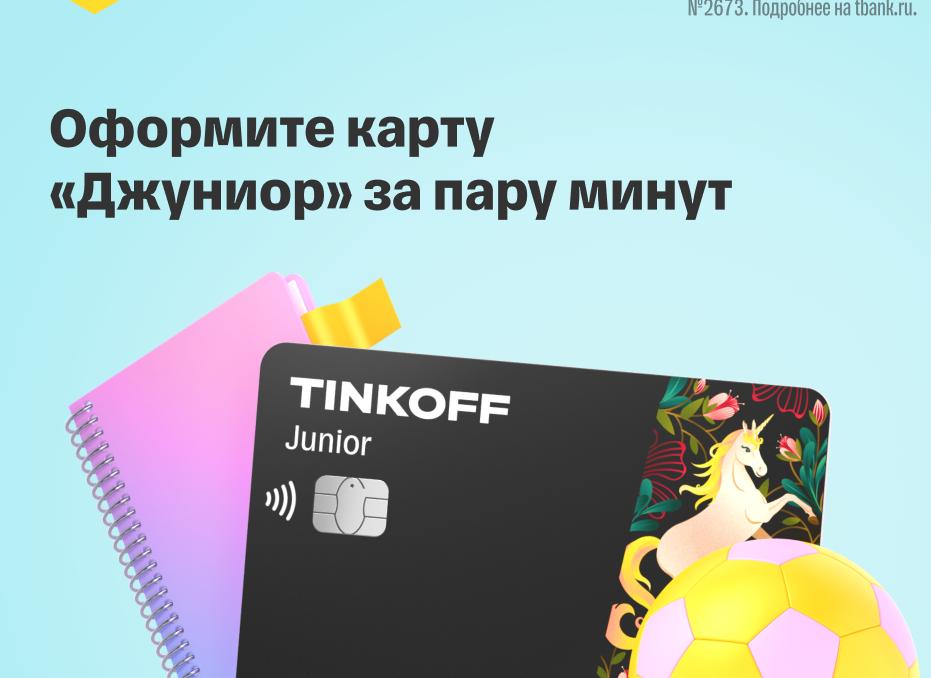 №2673. Подробнее на tbank.ru.
Оформите карту
«Джуниор» за пару минут
TINKOFF
Junior